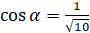 cos α = 1/√10